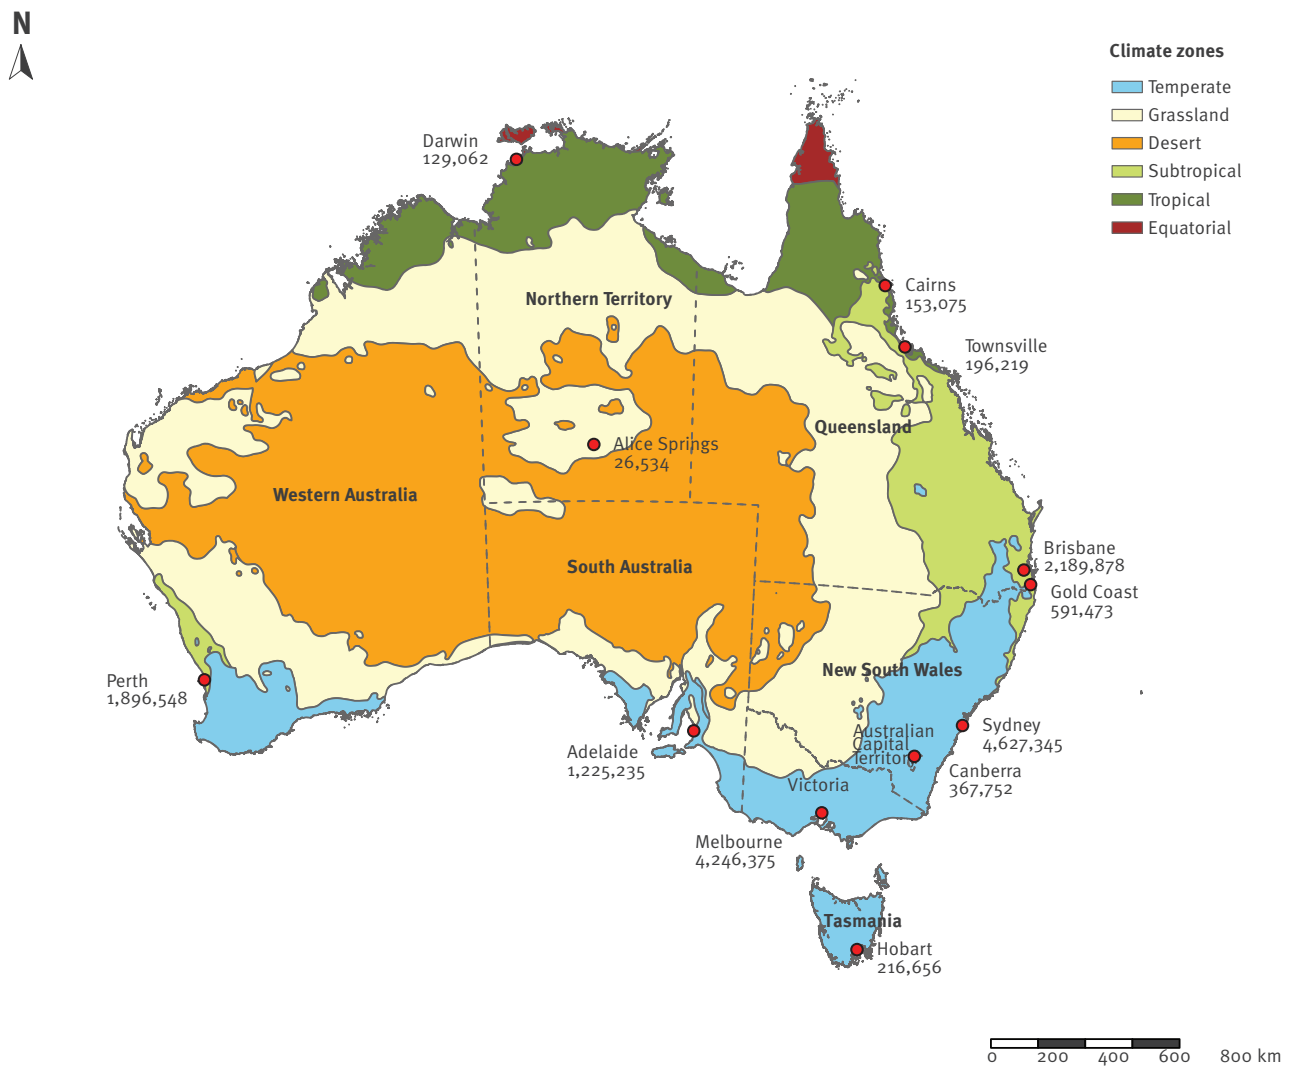 N
Climate zones
Temperate
Grassland
Desert
Subtropical
Tropical
Equatorial
Darwin
129,062
Cairns
153,075
Northern Territory
Townsville
196,219
Queensland
Alice Springs
26,534
Western Australia
Brisbane
2,189,878
South Australia
Gold Coast
591,473
New South Wales
Perth
1,896,548
Sydney
4,627,345
Australian
Capital
Territory
Adelaide
1,225,235
Canberra
367,752
Victoria
Melbourne
4,246,375
Tasmania
Hobart
216,656
0 200 400 600 800 km